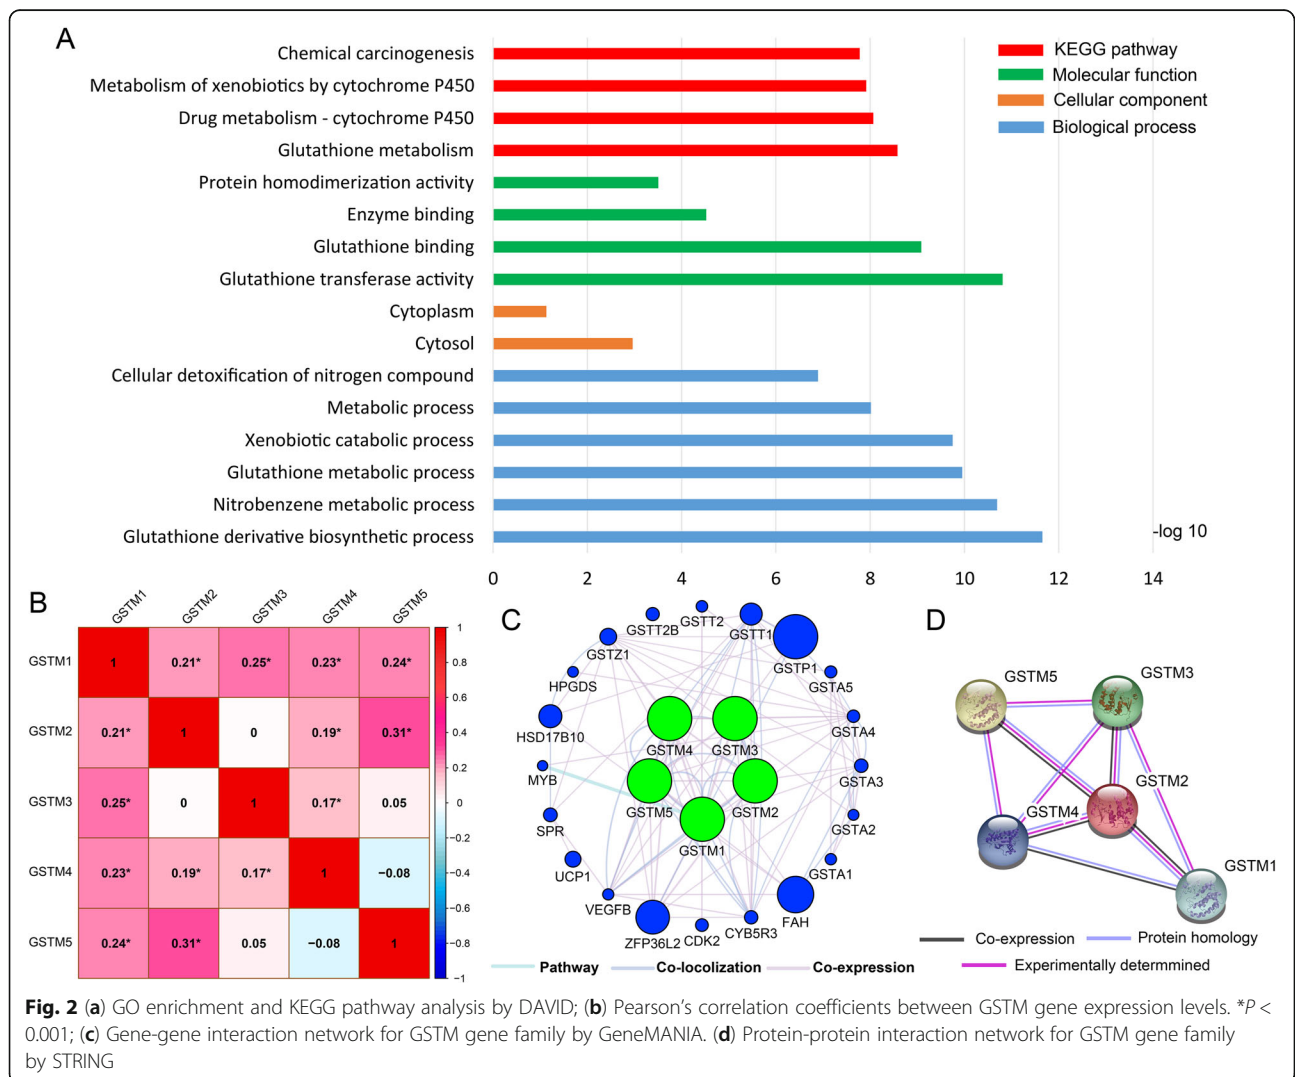 A
Chemical carcinogenesis
Metabolism of xenobiotics by cytochrome P450
Drug metabolism - cytochrome P450
Glutathione metabolism
Protein homodimerization activity
Enzyme binding
Glutathione binding
Glutathione transferase activity
Cytoplasm
Cytosol
Cellular detoxification of nitrogen compound
Metabolic process
Xenobiotic catabolic process
Glutathione metabolic process
Nitrobenzene metabolic process
Glutathione derivative biosynthetic process
KEGG pathway
Molecular function
Cellular component
Biological process
-log 10
0 2 4 6 8 10 12 14
B
GSTM1 GSTM2 GSTM3 GSTM4 GSTM5
GSTM1 1 0.21* 0.25* 0.23* 0.24*
GSTM2 0.21* 1 0 0.19* 0.31*
GSTM3 0.25* 0 1 0.17* 0.05
GSTM4 0.23* 0.19* 0.17* 1 −0.08
GSTM5 0.24* 0.31* 0.05 −0.08 1
1
0.8
0.6
0.4
0.2
0
−0.2
−0.4
−0.6
−0.8
−1
C
GSTT2B
GSTT2
GSTT1
GSTP1
GSTZ1
GSTA5
HPGDS
GSTA4
HSD17B10
GSTM4
GSTM3
MYB
GSTA3
GSTM5
GSTM2
SPR
GSTA2
GSTM1
UCP1
GSTA1
VEGFB
FAH
ZFP36L2
CDK2
CYB5R3
Pathway
Co-locolization
Co-expression
D
GSTM5
GSTM3
GSTM2
GSTM4
GSTM1
Co-expression
Protein homology
Experimentally determmined
Fig. 2 (a) GO enrichment and KEGG pathway analysis by DAVID; (b) Pearson's correlation coefficients between GSTM gene expression levels. *P <
0.001; (c) Gene-gene interaction network for GSTM gene family by GeneMANIA. (d) Protein-protein interaction network for GSTM gene family
by STRING